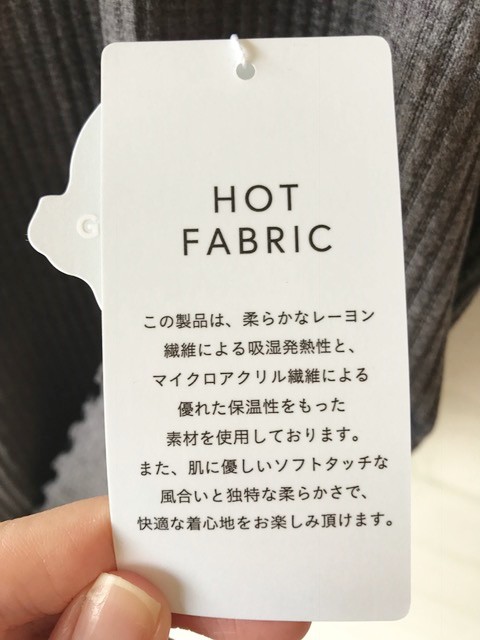 HOT
FABRIC
この製品は、柔らかなレーヨン
繊維による吸湿発熱性と、
マイクロアクリル繊維による
優れた保温性をもった
素材を使用しております。
また、肌に優しいソフトタッチな
風合いと独特な柔らかさで、
快適な着心地をお楽しみ頂けます。
G